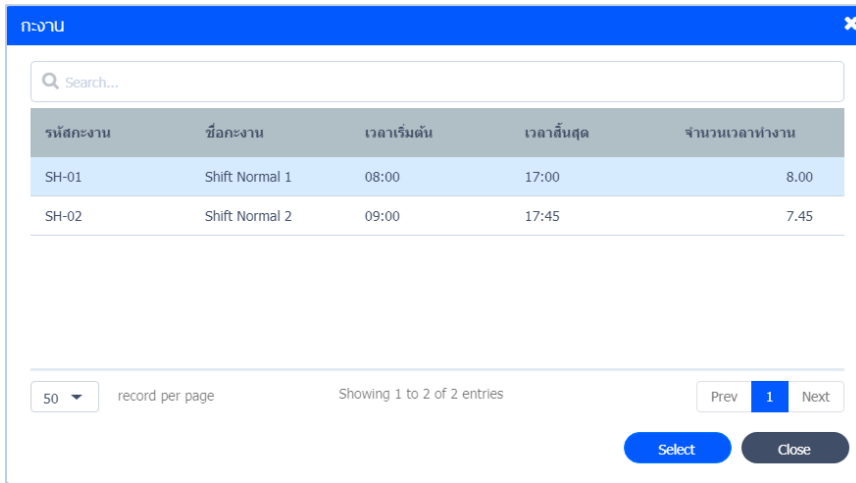 กะงาน
Search...
รหัสกะงาน ชื่อกะงาน เวลาเริ่มต้น เวลาสิ้นสุด จำนวนเวลาทำงาน
SH-01 Shift Normal 1 08:00 17:00 8.00
SH-02 Shift Normal 2 09:00 17:45 7.45
50 record per page Showing 1 to 2 of 2 entries Prev 1 Next
Select Close